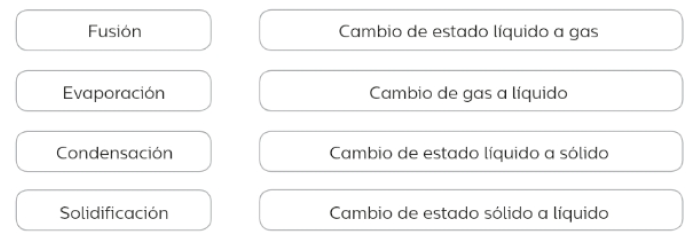 Fusión
Cambio de estado líquido a gas
Evaporación
Cambio de gas a líquido
Condensación
Cambio de estado líquido a sólido
Solidificación
Cambio de estado sólido a líquido